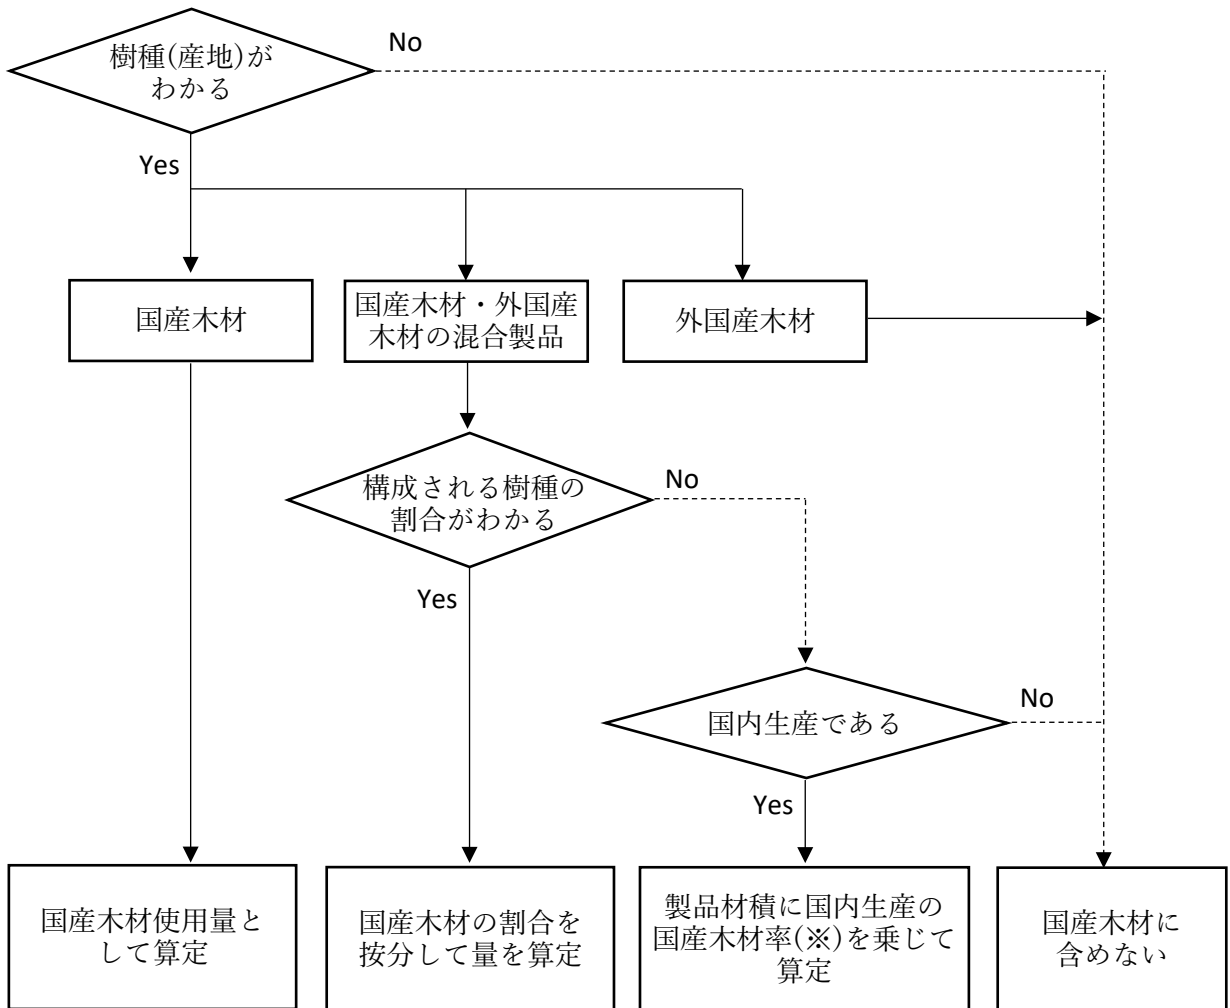 樹種(産地)が
わかる
No
Yes
国産木材
国産木材・外国産
木材の混合製品
外国産木材
構成される樹種の
割合がわかる
No
Yes
国内生産である
No
Yes
国産木材使用量と
して算定
国産木材の割合を
按分して量を算定
製品材積に国内生産の
国産木材率(※)を乗じて
算定
国産木材に
含めない